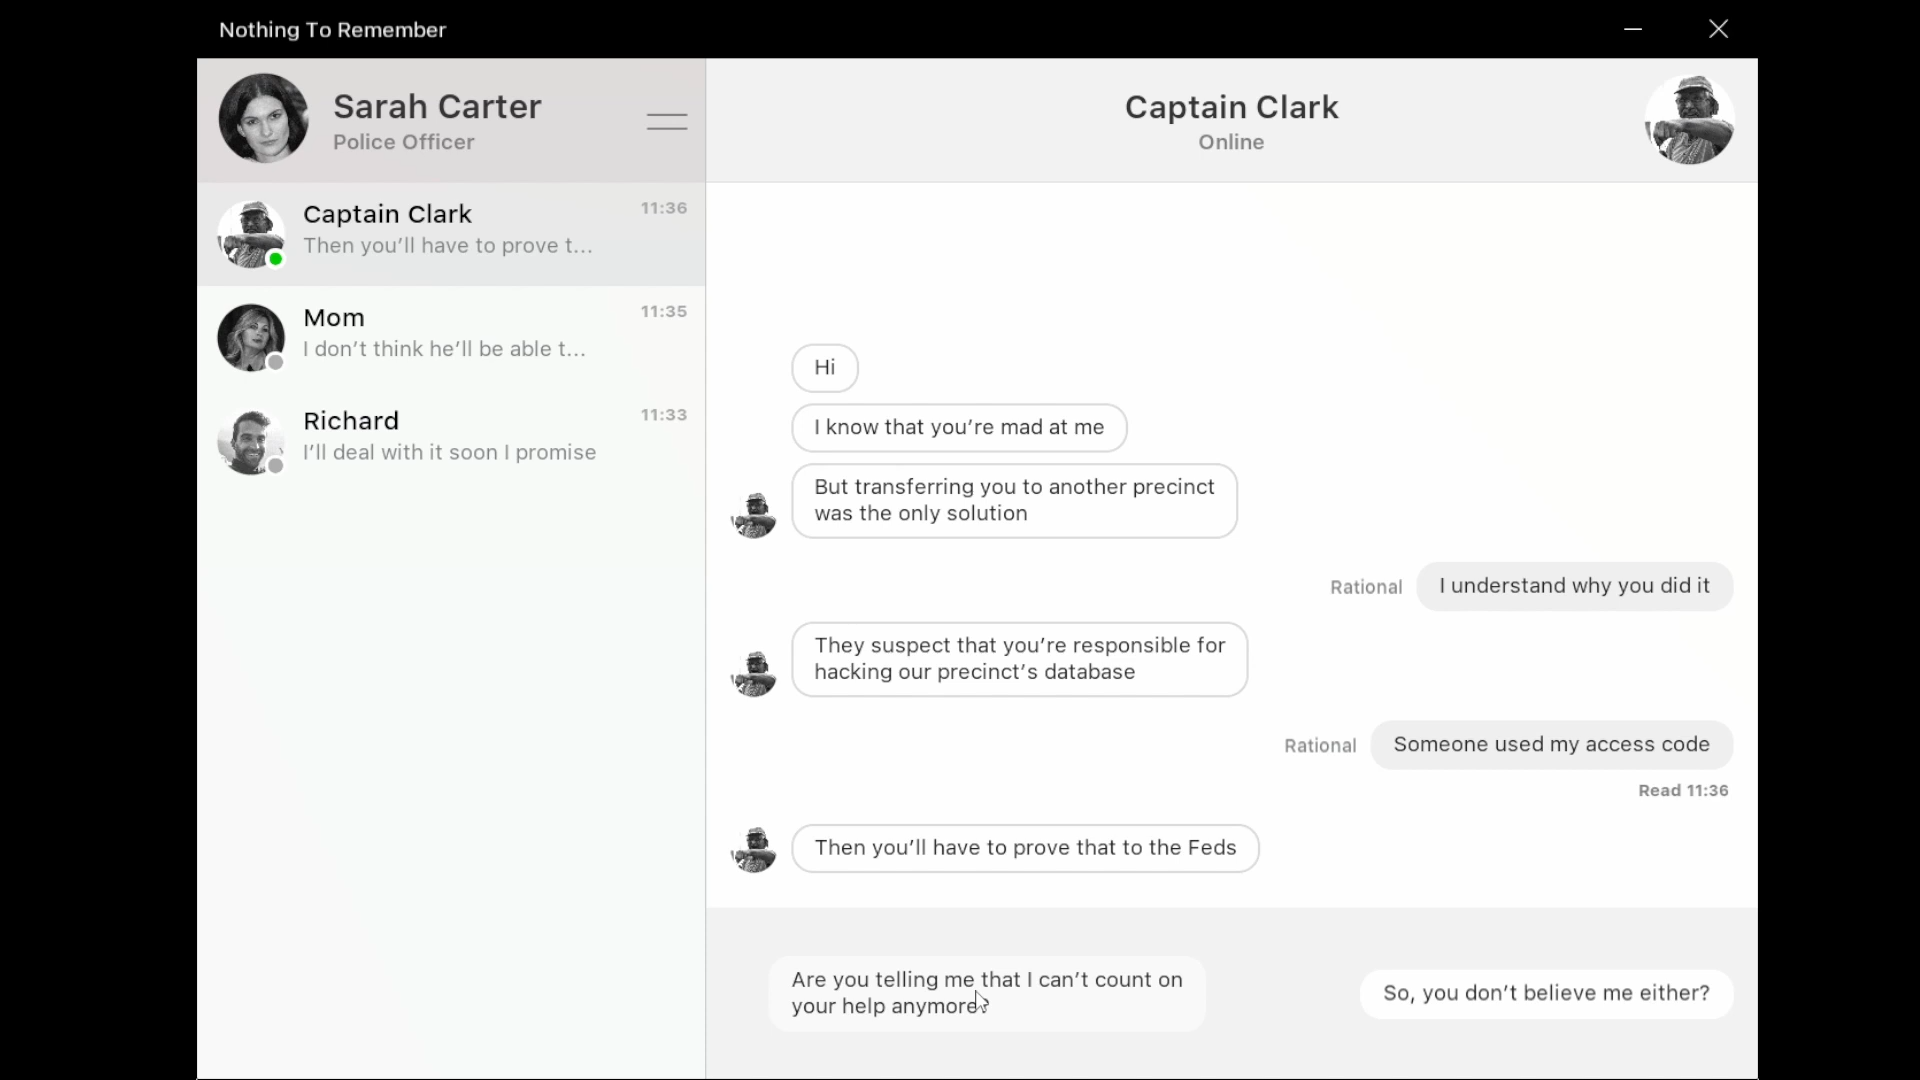 Nothing To Remember
Sarah Carter
Police Officer
Captain Clark
11:36
Then you’ll have to prove t...
Mom
11:35
I don’t think he’ll be able t...
Richard
11:33
I’ll deal with it soon I promise
Captain Clark
Online
Hi
I know that you’re mad at me
But transferring you to another precinct
was the only solution
Rational
I understand why you did it
They suspect that you’re responsible for
hacking our precinct’s database
Rational
Someone used my access code
Read 11:36
Then you’ll have to prove that to the Feds
Are you telling me that I can’t count on
your help anymore
So, you don’t believe me either?